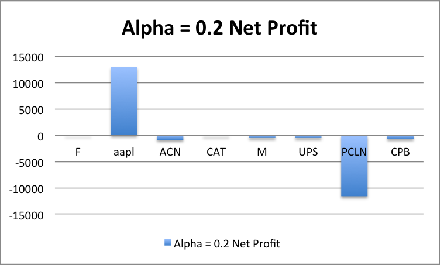 Alpha = 0.2 Net Profit
15000
10000
5000
0
F aapl ACN CAT M UPS PCLN CPB
-5000
-10000
-15000
Alpha = 0.2 Net Profit